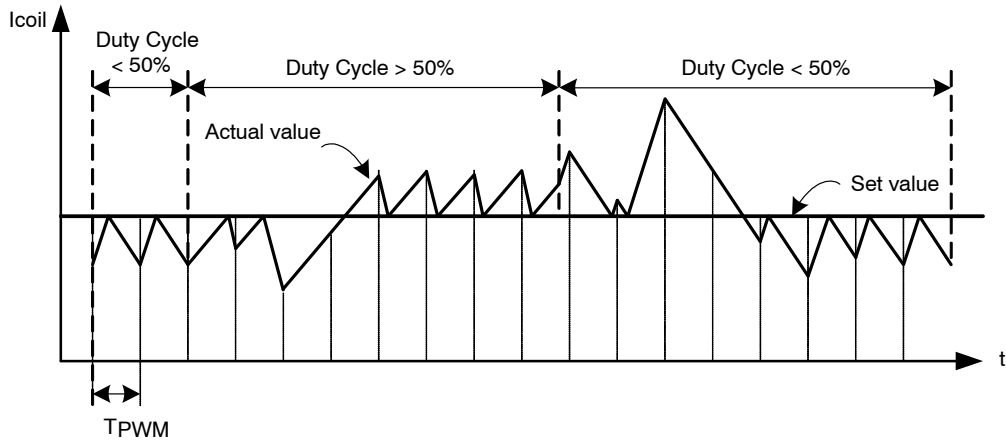 Icoil
Duty Cycle
< 50%
Duty Cycle > 50%
Duty Cycle < 50%
Actual value
Set value
t
TPWM